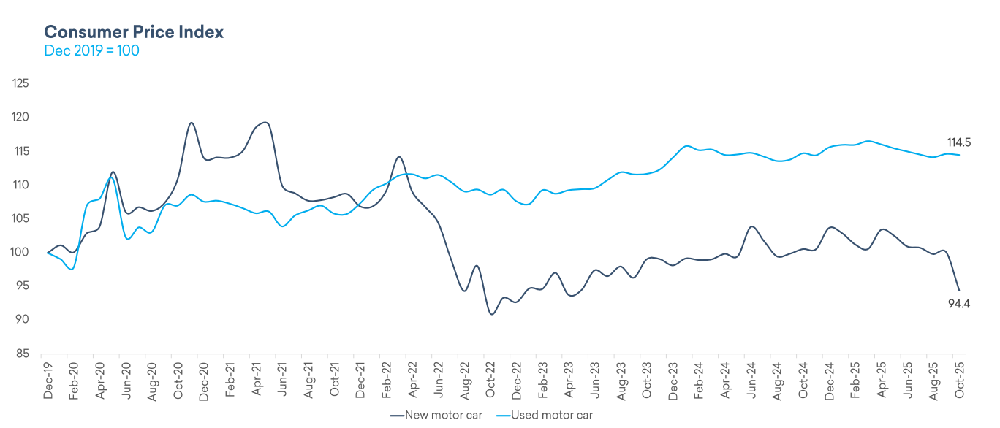 Consumer Price Index
Dec 2019 = 100
125
120
115
110
105
100
95
90
85
114.5
94.4
Dec-19
Feb-20
Apr-20
Jun-20
Aug-20
Oct-20
Dec-20
Feb-21
Apr-21
Jun-21
Aug-21
Oct-21
Dec-21
Feb-22
Apr-22
Jun-22
Aug-22
Oct-22
Dec-22
Feb-23
Apr-23
Jun-23
Aug-23
Oct-23
Dec-23
Feb-24
Apr-24
Jun-24
Aug-24
Oct-24
Dec-24
Feb-25
Apr-25
Jun-25
Aug-25
Oct-25
New motor car
Used motor car